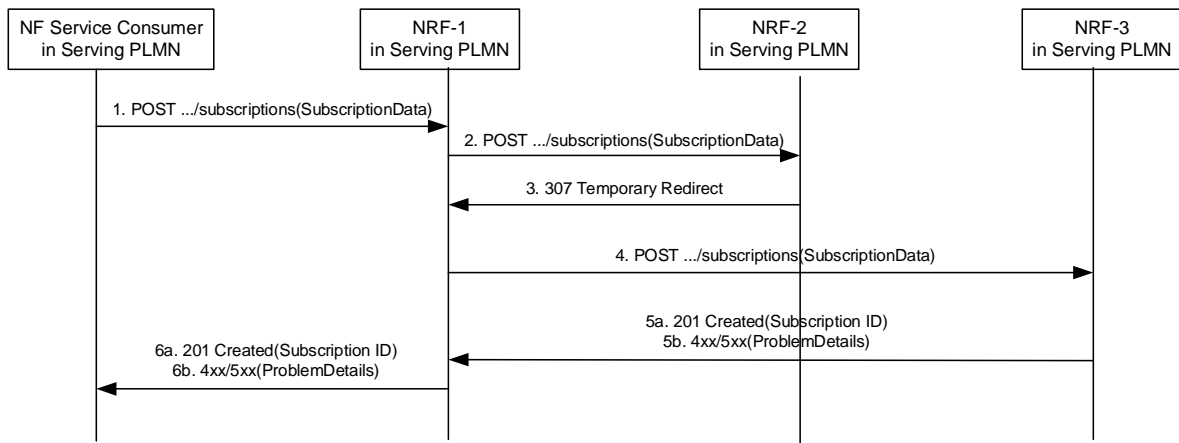 NF Service Consumer
in Serving PLMN
NRF-1
in Serving PLMN
NRF-2
in Serving PLMN
NRF-3
in Serving PLMN
1. POST .../subscriptions(SubscriptionData)
2. POST .../subscriptions(SubscriptionData)
3. 307 Temporary Redirect
4. POST .../subscriptions(SubscriptionData)
5a. 201 Created(Subscription ID)
5b. 4xx/5xx(ProblemDetails)
6a. 201 Created(Subscription ID)
6b. 4xx/5xx(ProblemDetails)